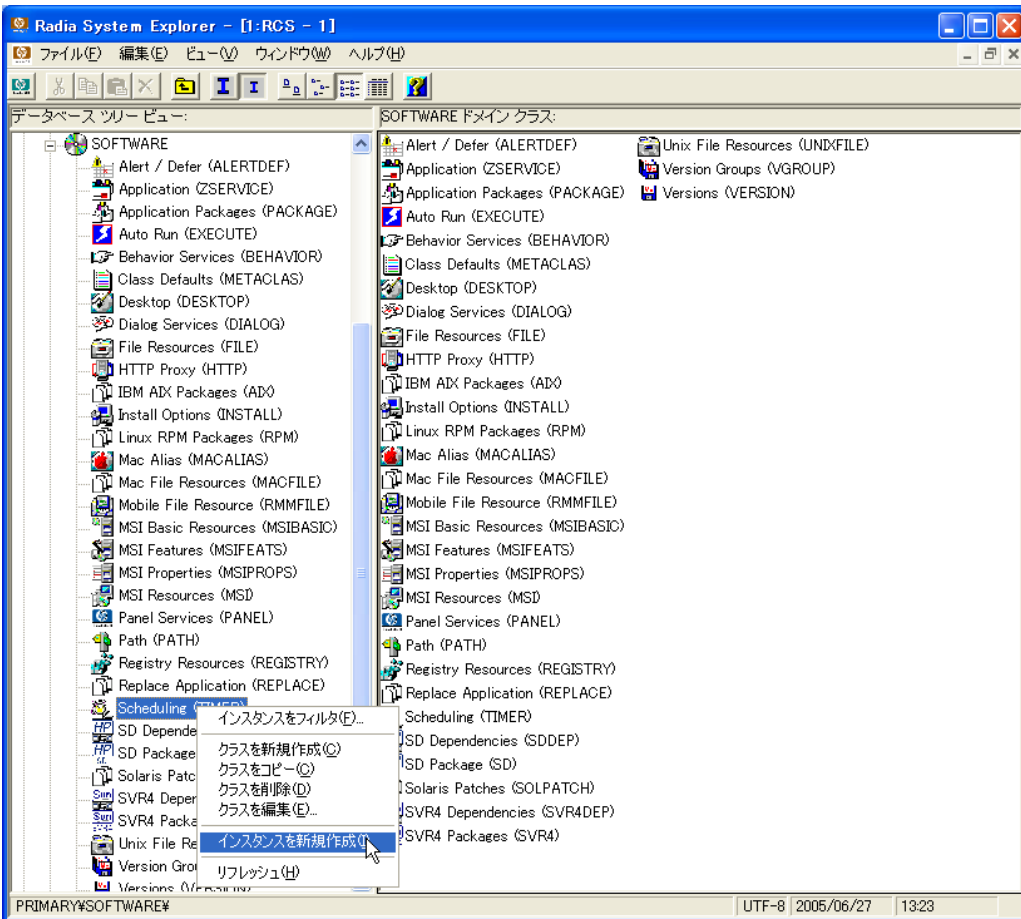 Radia System Explorer - [1:RCS - 1]
ファイル(F) 編集(E) ビュー(V) ウィンドウ(W) ヘルプ(H)
データベース ツリー ビュー:
SOFTWARE
Alert / Defer (ALERTDEF)
Application (ZSERVICE)
Application Packages (PACKAGE)
Auto Run (EXECUTE)
Behavior Services (BEHAVIOR)
Class Defaults (METACLAS)
Desktop (DESKTOP)
Dialog Services (DIALOG)
File Resources (FILE)
HTTP Proxy (HTTP)
IBM AIX Packages (AIX)
Install Options (INSTALL)
Linux RPM Packages (RPM)
Mac Alias (MACALIAS)
Mac File Resources (MACFILE)
Mobile File Resource (RMMFILE)
MSI Basic Resources (MSIBASIC)
MSI Features (MSIFEATS)
MSI Properties (MSIPROPS)
MSI Resources (MSI)
Panel Services (PANEL)
Path (PATH)
Registry Resources (REGISTRY)
Replace Application (REPLACE)
Scheduling (TIMER)
SD Depende
SD Package
Solaris Patc
SVR4 Deper
SVR4 Packa
Unix File Re
Version Gro
Versions (VERSION)
インスタンスをフィルタ(F)...
クラスを新規作成(C)
クラスをコピー(C)
クラスを削除(D)
クラスを編集(E)...
インスタンスを新規作成(I)
リフレッシュ(H)
SOFTWARE ドメイン クラス:
Alert / Defer (ALERTDEF)
Application (ZSERVICE)
Application Packages (PACKAGE)
Auto Run (EXECUTE)
Behavior Services (BEHAVIOR)
Class Defaults (METACLAS)
Desktop (DESKTOP)
Dialog Services (DIALOG)
File Resources (FILE)
HTTP Proxy (HTTP)
IBM AIX Packages (AIX)
Install Options (INSTALL)
Linux RPM Packages (RPM)
Mac Alias (MACALIAS)
Mac File Resources (MACFILE)
Mobile File Resource (RMMFILE)
MSI Basic Resources (MSIBASIC)
MSI Features (MSIFEATS)
MSI Properties (MSIPROPS)
MSI Resources (MSI)
Panel Services (PANEL)
Path (PATH)
Registry Resources (REGISTRY)
Replace Application (REPLACE)
Scheduling (TIMER)
SD Dependencies (SDDEP)
SD Package (SD)
Solaris Patches (SOLPATCH)
SVR4 Dependencies (SVR4DEP)
SVR4 Packages (SVR4)
Unix File Resources (UNIXFILE)
Version Groups (VGROUP)
Versions (VERSION)
PRIMARY¥SOFTWARE¥
UTF-8 2005/06/27 13:23